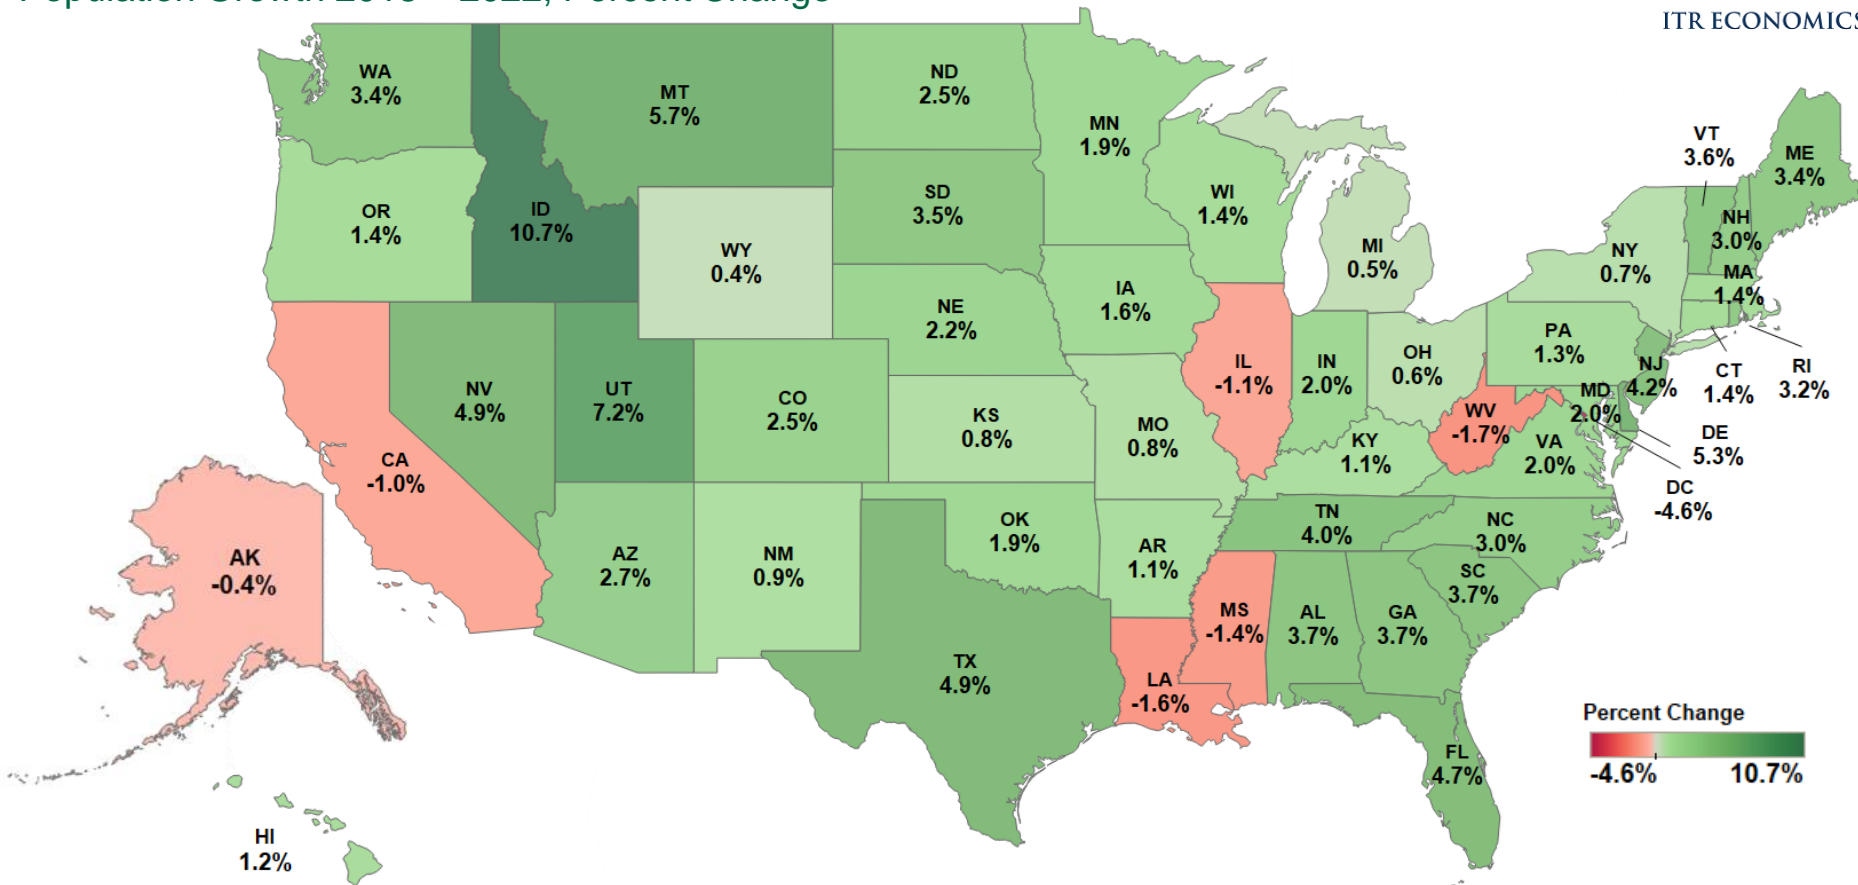 Population Growth – 2022, Percent Change
ITR ECONOMICS
WA
3.4%
MT
5.7%
ND
2.5%
MN
1.9%
VT
3.6%
ME
3.4%
OR
1.4%
ID
10.7%
WY
0.4%
SD
3.5%
WI
1.4%
MI
0.5%
NY
0.7%
NH
3.0%
MA
1.4%
NE
2.2%
IA
1.6%
IL
-1.1%
IN
2.0%
OH
0.6%
PA
1.3%
NJ
4.2%
CT
1.4%
RI
3.2%
NV
4.9%
UT
7.2%
CO
2.5%
KS
0.8%
MO
0.8%
KY
1.1%
WV
-1.7%
VA
2.0%
MD
2.0%
DE
5.3%
DC
-4.6%
CA
-1.0%
AK
-0.4%
AZ
2.7%
NM
0.9%
OK
1.9%
AR
1.1%
TN
4.0%
NC
3.0%
SC
3.7%
MS
-1.4%
AL
3.7%
GA
3.7%
TX
4.9%
LA
-1.6%
FL
4.7%
HI
1.2%
Percent Change
-4.6% 10.7%